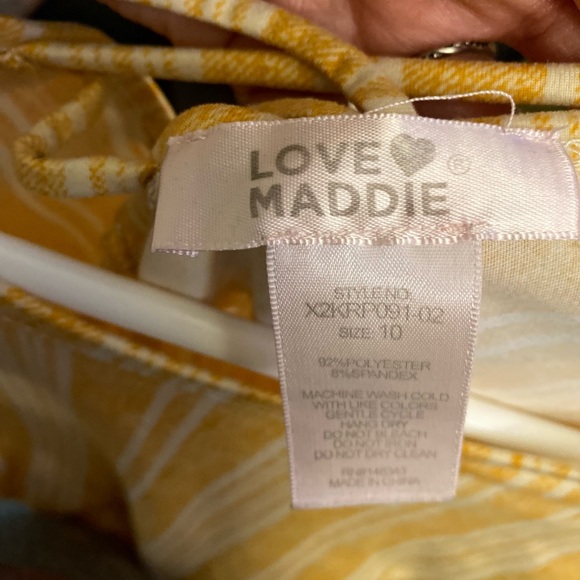 LOVE ♥ ®
MADDIE
STYLE NO:
X2KRP091-02
SIZE: 10
92%POLYESTER
8%SPANDEX
MACHINE WASH COLD
WITH LIKE COLORS
GENTLE CYCLE
HANG DRY
DO NOT BLEACH
DO NOT IRON
DO NOT DRY CLEAN
MADE IN CHINA